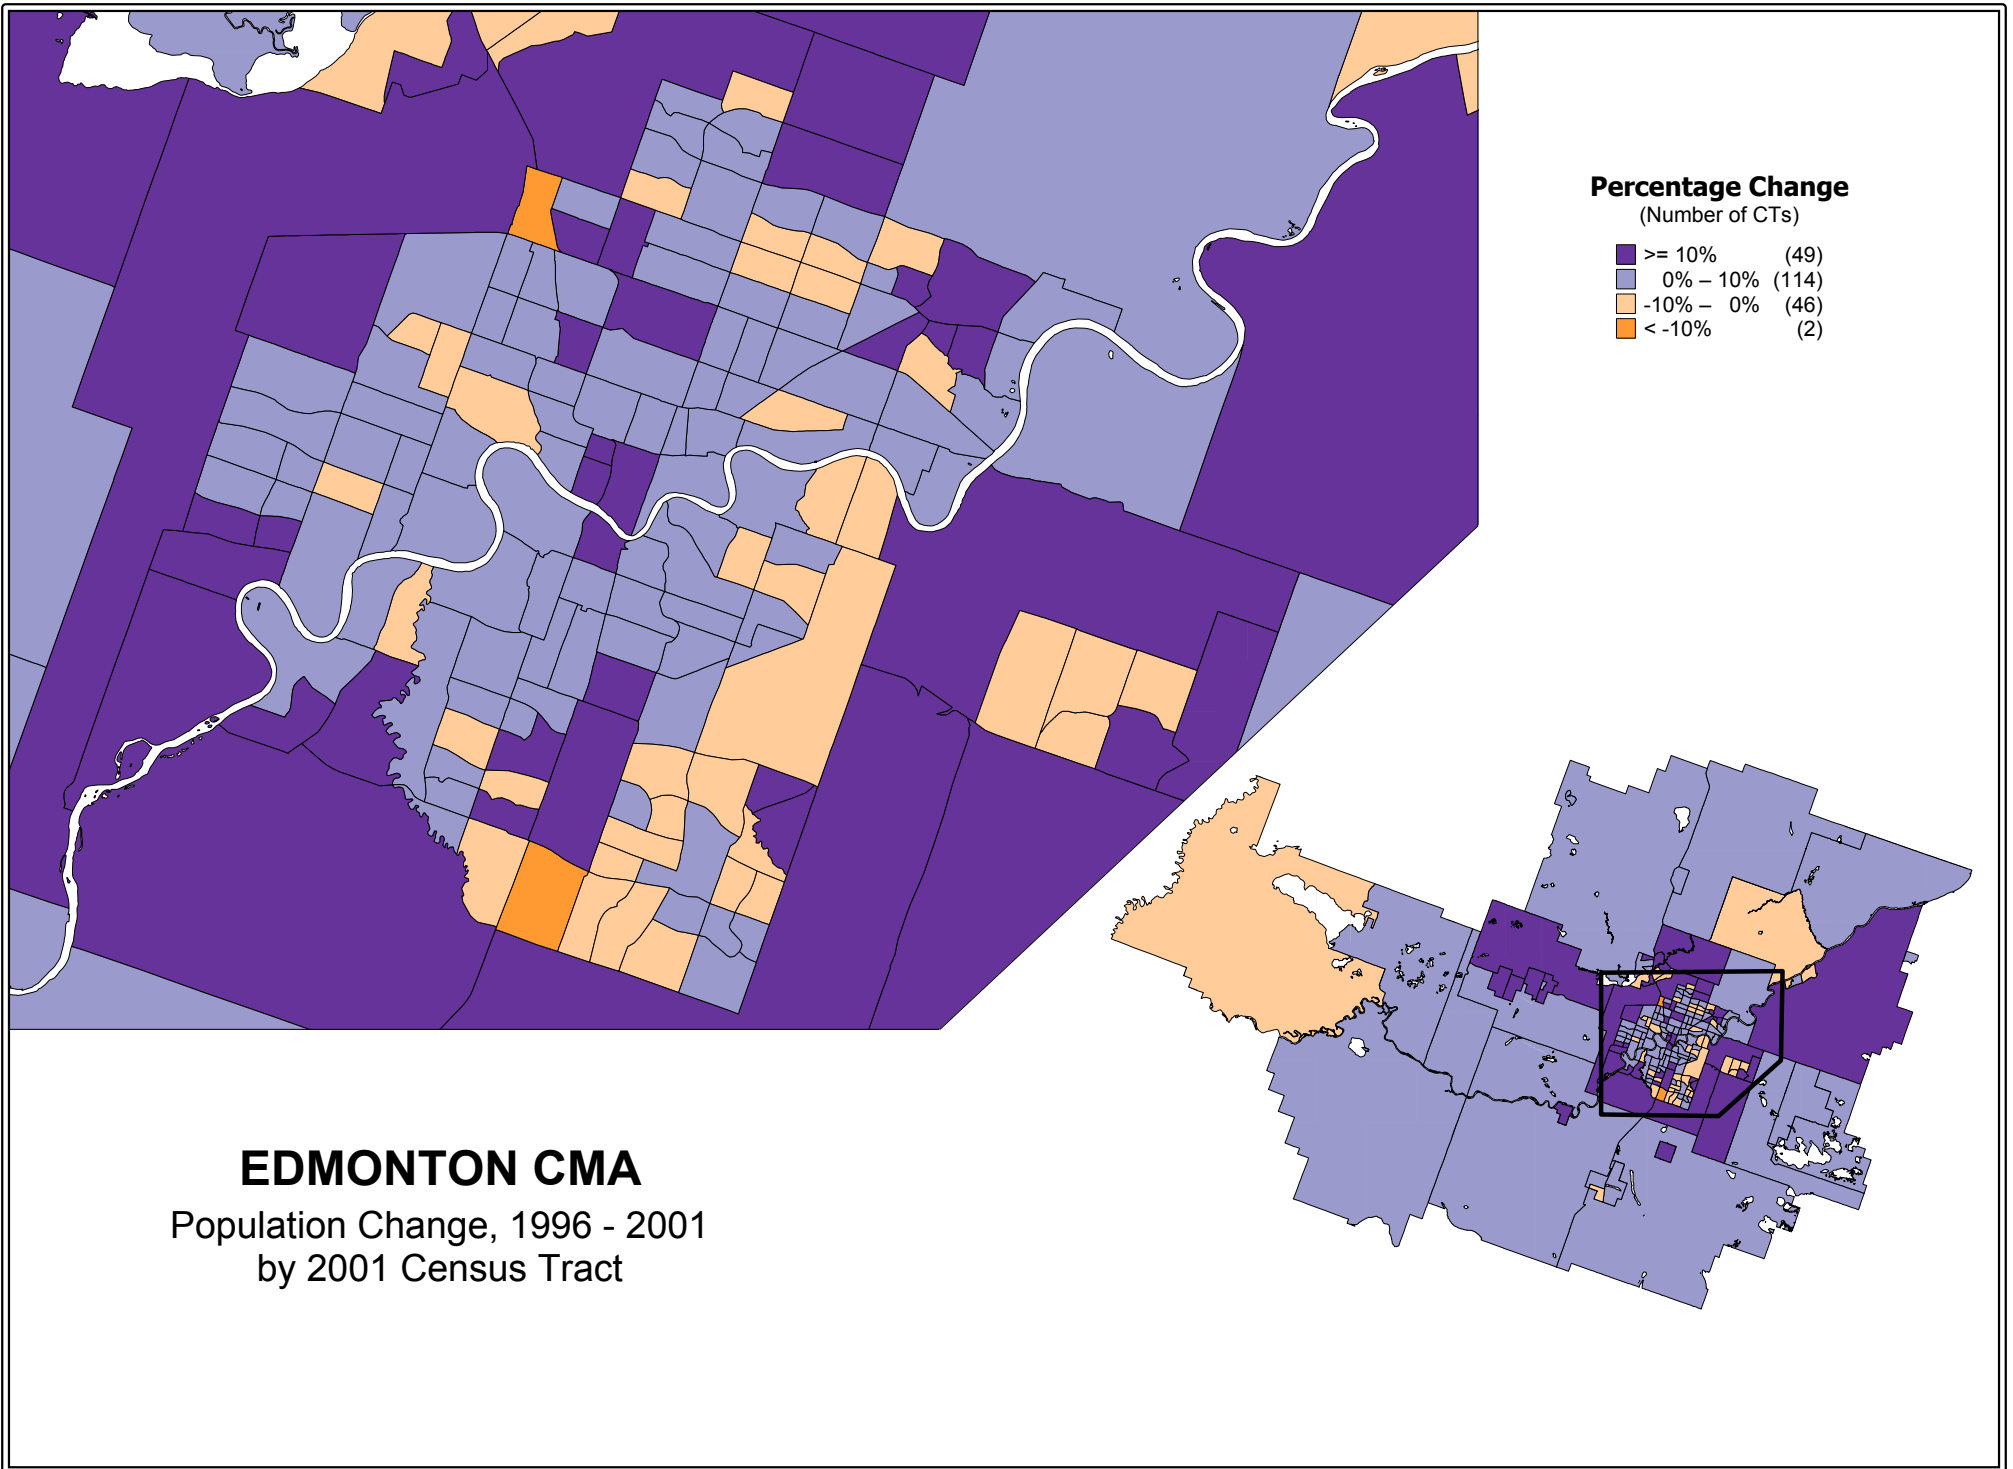 Percentage Change
(Number of CTs)
>= 10% (49)
0% – 10% (114)
-10% – 0% (46)
< -10% (2)
EDMONTON CMA
Population Change, 1996 - 2001
by 2001 Census Tract